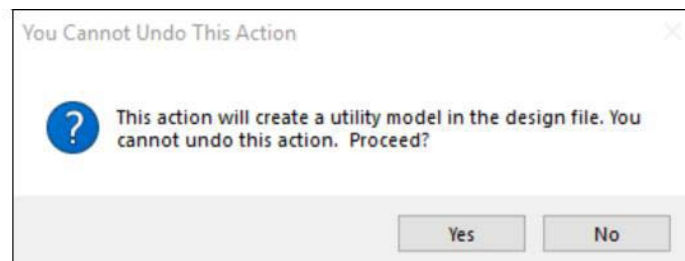 You Cannot Undo This Action
This action will create a utility model in the design file. You
cannot undo this action.  Proceed?
Yes
No